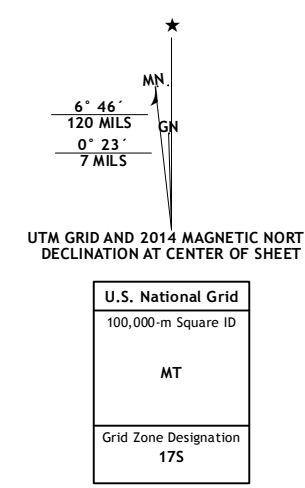 MN.
6° 46´
120 MILS
GN
0° 23´
7 MILS
UTM GRID AND 2014 MAGNETIC NORT
DECLINATION AT CENTER OF SHEET
U.S. National Grid
100,000-m Square ID
MT
Grid Zone Designation
17S